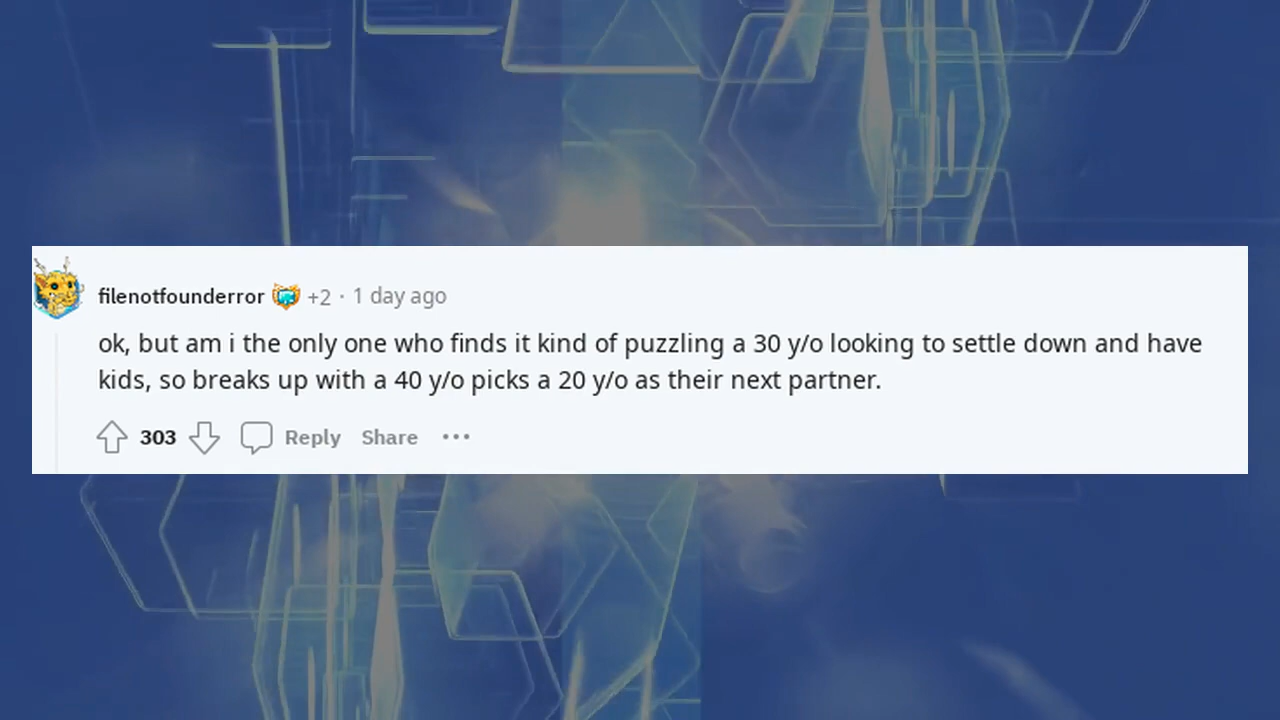 filenotfounderror +2 · 1 day ago
ok, but am i the only one who finds it kind of puzzling a 30 y/o looking to settle down and have
kids, so breaks up with a 40 y/o picks a 20 y/o as their next partner.
303 Reply Share •••